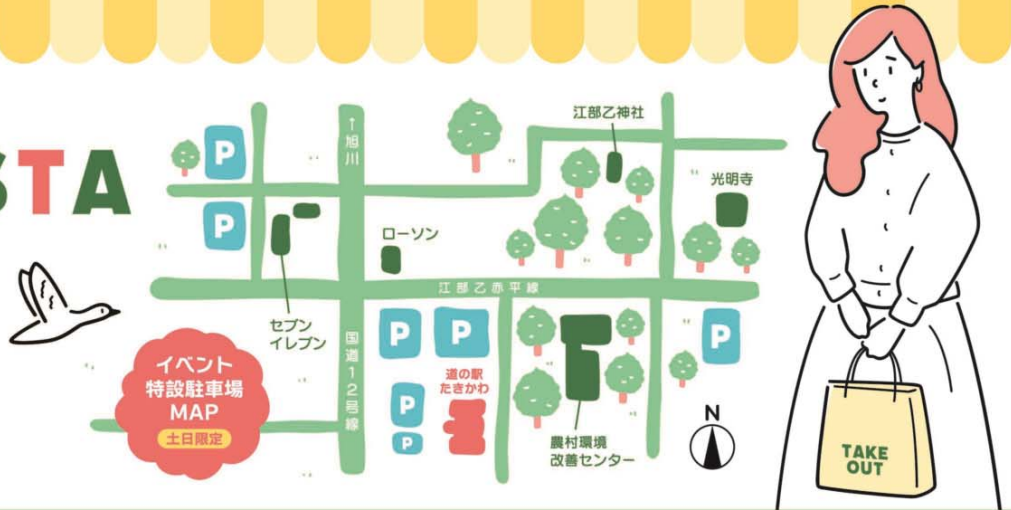 STA
P
P
↑旭川
江部乙神社
光明寺
ローソン
江部乙赤平線
セブン
イレブン
国道12号線
P
P
P
P
P
道の駅
たきかわ
イベント
特設駐車場
MAP
土日限定
農村環境
改善センター
N
TAKE
OUT